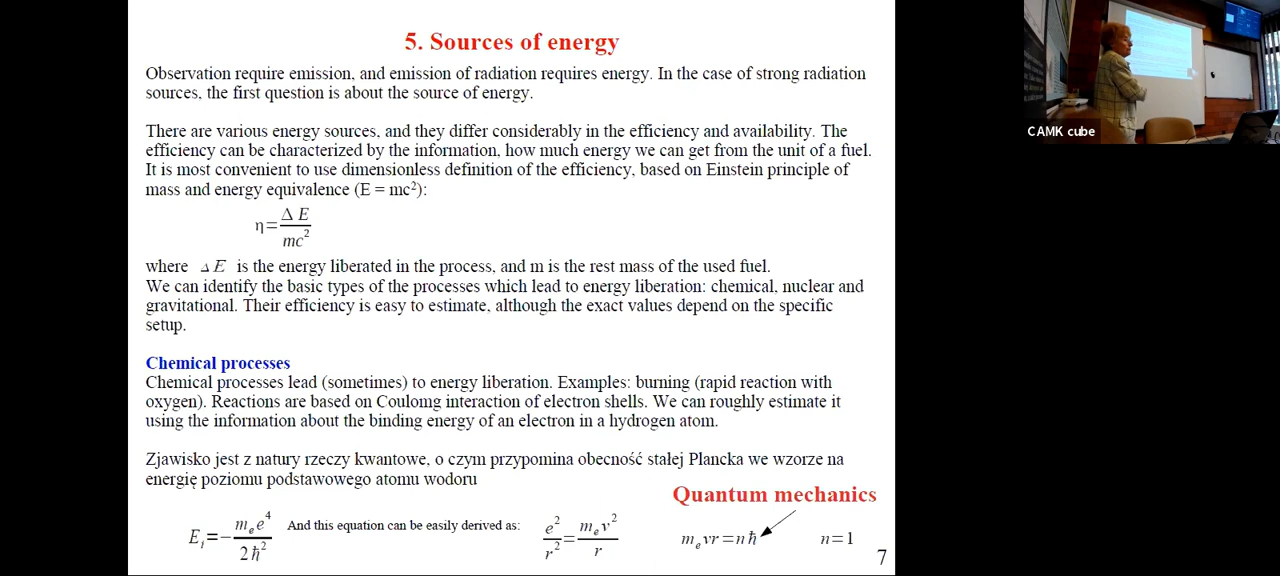 5. Sources of energy
Observation require emission, and emission of radiation requires energy. In the case of strong radiation
sources, the first question is about the source of energy.
There are various energy sources, and they differ considerably in the efficiency and availability. The
efficiency can be characterized by the information, how much energy we can get from the unit of a fuel.
It is most convenient to use dimensionless definition of the efficiency, based on Einstein principle of
mass and energy equivalence (E = mc²):
η = ΔE / mc²
where ΔE is the energy liberated in the process, and m is the rest mass of the used fuel.
We can identify the basic types of the processes which lead to energy liberation: chemical, nuclear and
gravitational. Their efficiency is easy to estimate, although the exact values depend on the specific
setup.
Chemical processes
Chemical processes lead (sometimes) to energy liberation. Examples: burning (rapid reaction with
oxygen). Reactions are based on Coulomg interaction of electron shells. We can roughly estimate it
using the information about the binding energy of an electron in a hydrogen atom.
Zjawisko jest z natury rzeczy kwantowe, o czym przypomina obecność stałej Plancka we wzorze na
energię poziomu podstawowego atomu wodoru
Quantum mechanics
E_i = − m_e e⁴ / 2ħ² And this equation can be easily derived as: e² / r² = m_e v² / r m_e vr = nħ n = 1
7
CAMK cube